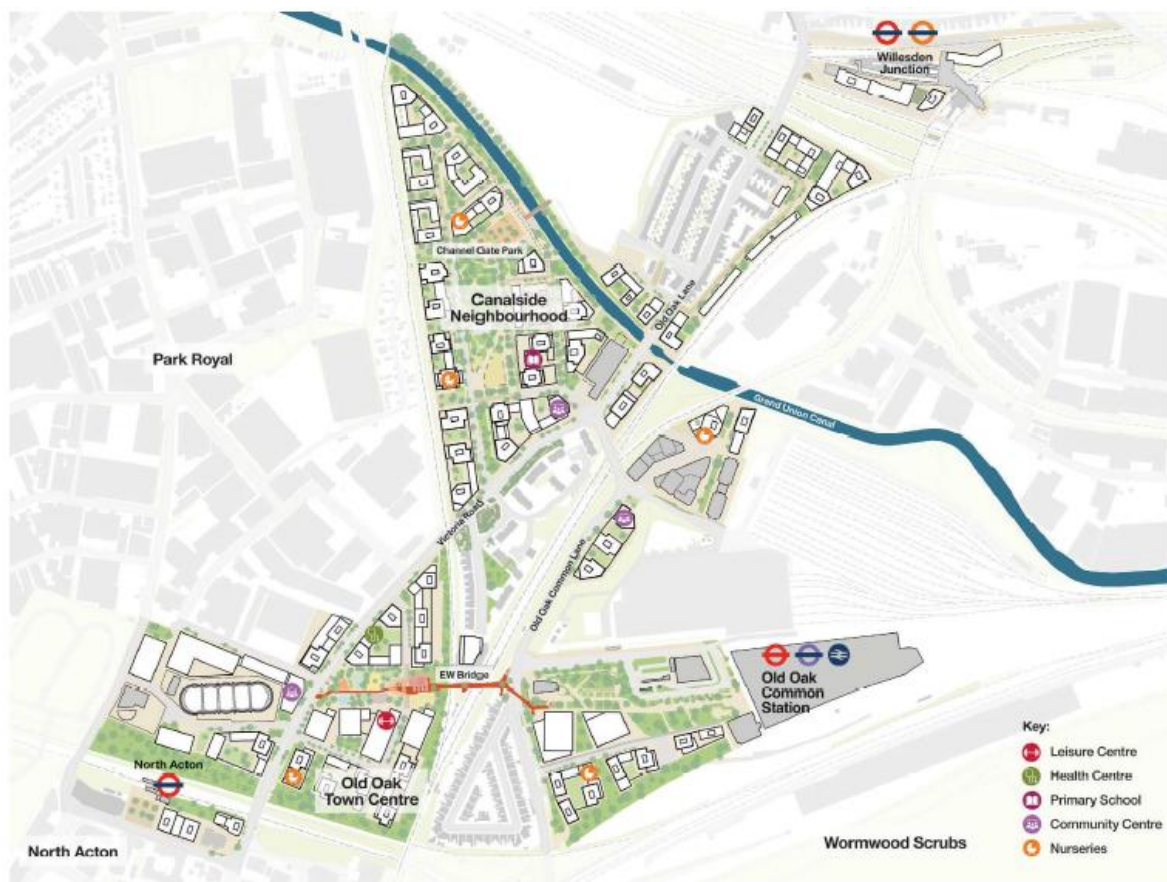 Willesden
Junction
Channel Gate Park
Canalside
Neighbourhood
Old Oak Lane
Park Royal
Grand Union Canal
Victoria Road
Old Oak Common Lane
EW Bridge
Old Oak
Common
Station
North Acton
Old Oak
Town Centre
North Acton
Wormwood Scrubs
Key:
Leisure Centre
Health Centre
Primary School
Community Centre
Nurseries